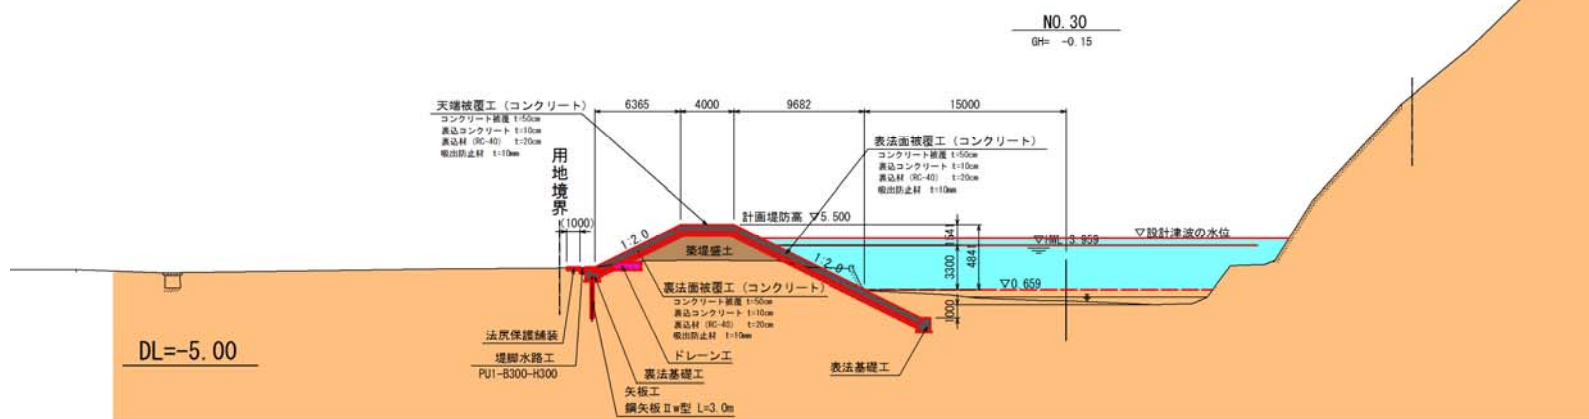 NO.30
GH= -0.15
6365
4000
9682
15000
天端被覆工（コンクリート）
コンクリート被覆 t=50cm
裏込コンクリート t=10cm
裏込材（RC-40） t=20cm
吸出防止材 t=10mm
表法面被覆工（コンクリート）
コンクリート被覆 t=50cm
裏込コンクリート t=10cm
裏込材（RC-40） t=20cm
吸出防止材 t=10mm
用地境界
(1000)
計画堤防高 ▽5.500
1541
▽設計津波の水位
▽HWL 3.959
1:2.0
築堤盛土
1:2.0
3300
4841
▽0.659
1000
裏法面被覆工（コンクリート）
コンクリート被覆 t=50cm
裏込コンクリート t=10cm
裏込材（RC-40） t=20cm
吸出防止材 t=10mm
法尻保護舗装
DL=-5.00
堤脚水路工
PU1-B300-H300
ドレーン工
裏法基礎工
表法基礎工
矢板工
鋼矢板Ⅱw型 L=3.0m